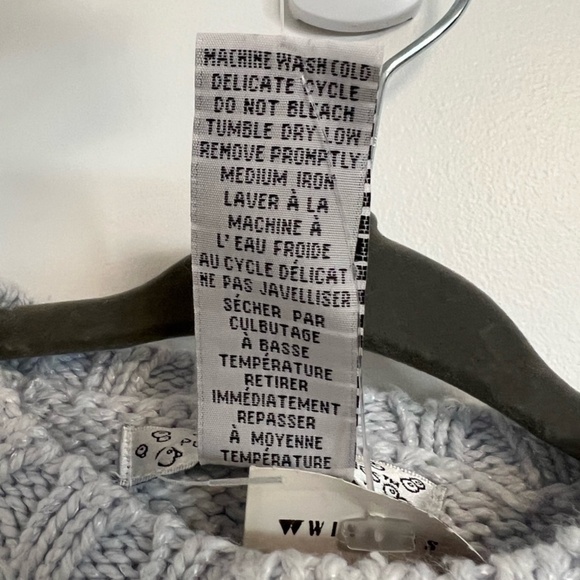 MACHINE WASH COLD
DELICATE CYCLE
DO NOT BLEACH
TUMBLE DRY LOW
REMOVE PROMPTLY
MEDIUM IRON
LAVER À LA
MACHINE À
L'EAU FROIDE
AU CYCLE DÉLICAT
NE PAS JAVELLISER
SÉCHER PAR
CULBUTAGE
À BASSE
TEMPÉRATURE
RETIRER
IMMÉDIATEMENT
REPASSER
À MOYENNE
TEMPÉRATURE